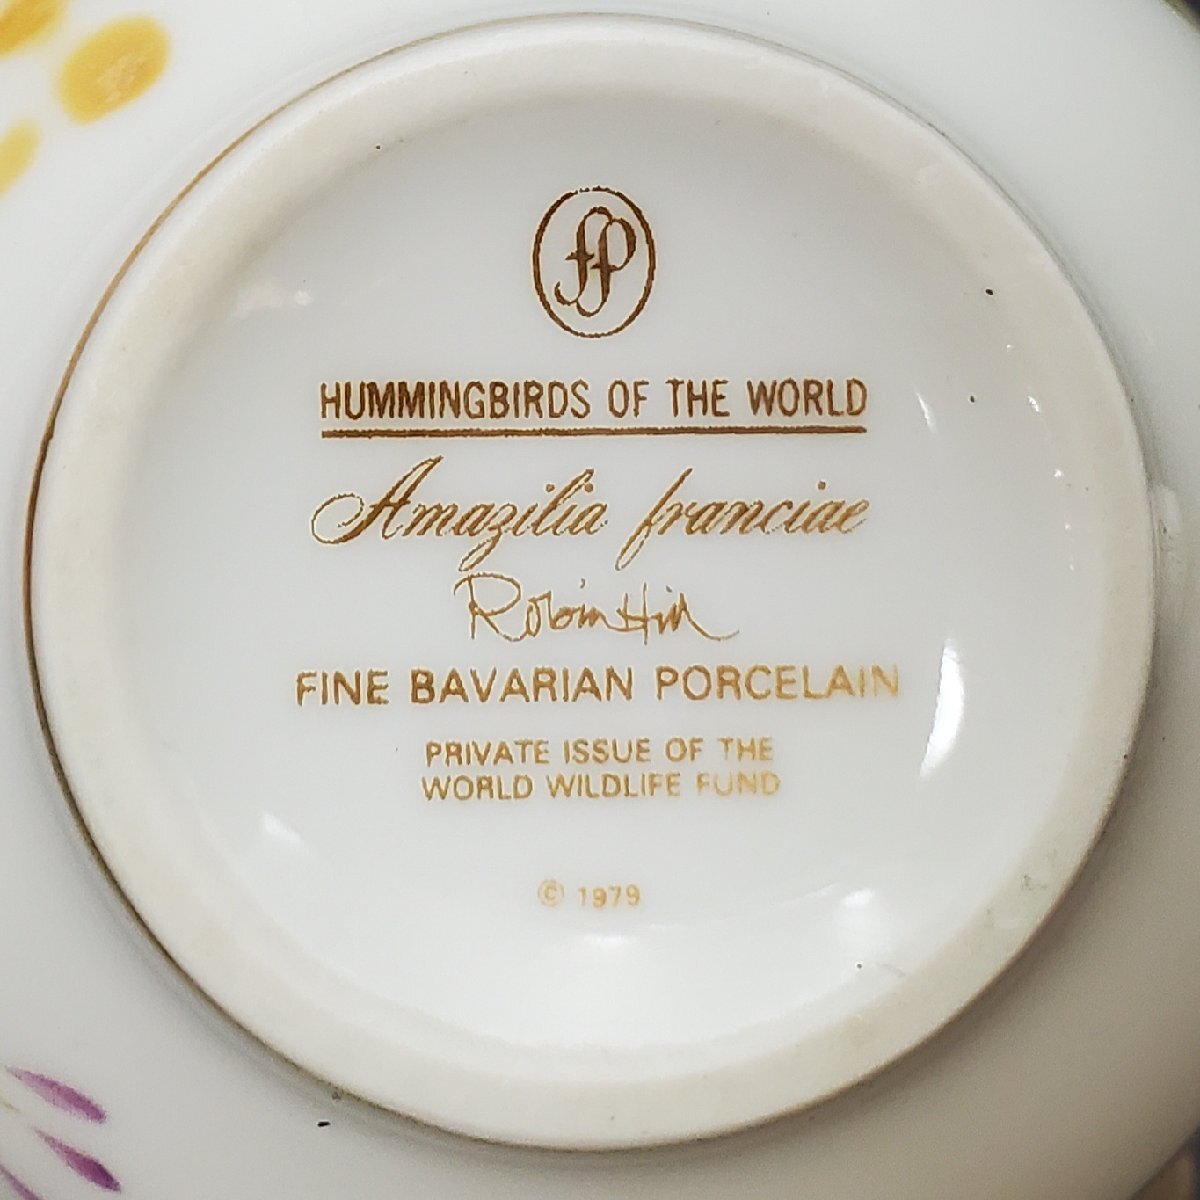 fp
HUMMINGBIRDS OF THE WORLD
Amazilia franciae
Robin Hill
FINE BAVARIAN PORCELAIN
PRIVATE ISSUE OF THE
WORLD WILDLIFE FUND
© 1979